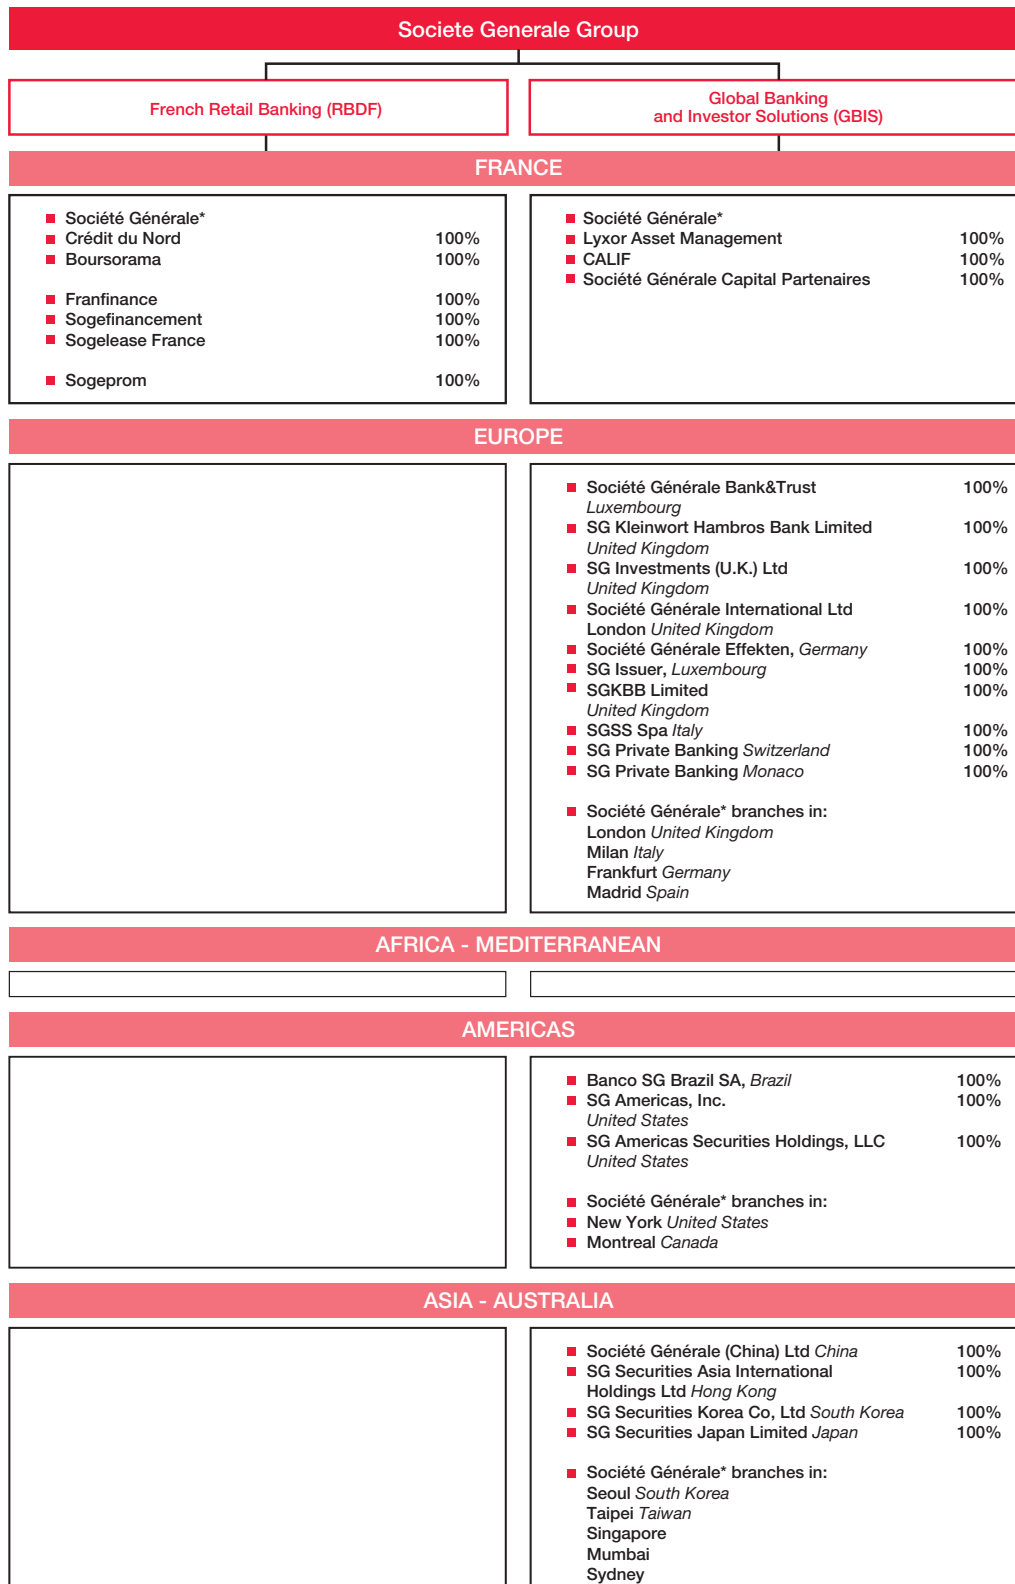 Societe Generale Group
French Retail Banking (RBDF)
Global Banking
and Investor Solutions (GBIS)
FRANCE
Société Générale*
Crédit du Nord 100%
Boursorama 100%
Franfinance 100%
Sogefinancement 100%
Sogelease France 100%
Sogeprom 100%
Société Générale*
Lyxor Asset Management 100%
CALIF 100%
Société Générale Capital Partenaires 100%
EUROPE
Société Générale Bank&Trust 100%
Luxembourg
SG Kleinwort Hambros Bank Limited 100%
United Kingdom
SG Investments (U.K.) Ltd 100%
United Kingdom
Société Générale International Ltd 100%
London United Kingdom
Société Générale Effekten, Germany 100%
SG Issuer, Luxembourg 100%
SGKBB Limited 100%
United Kingdom
SGSS Spa Italy 100%
SG Private Banking Switzerland 100%
SG Private Banking Monaco 100%
Société Générale* branches in:
London United Kingdom
Milan Italy
Frankfurt Germany
Madrid Spain
AFRICA - MEDITERRANEAN
AMERICAS
Banco SG Brazil SA, Brazil 100%
SG Americas, Inc. 100%
United States
SG Americas Securities Holdings, LLC 100%
United States
Société Générale* branches in:
New York United States
Montreal Canada
ASIA - AUSTRALIA
Société Générale (China) Ltd China 100%
SG Securities Asia International 100%
Holdings Ltd Hong Kong
SG Securities Korea Co, Ltd South Korea 100%
SG Securities Japan Limited Japan 100%
Société Générale* branches in:
Seoul South Korea
Taipei Taiwan
Singapore
Mumbai
Sydney